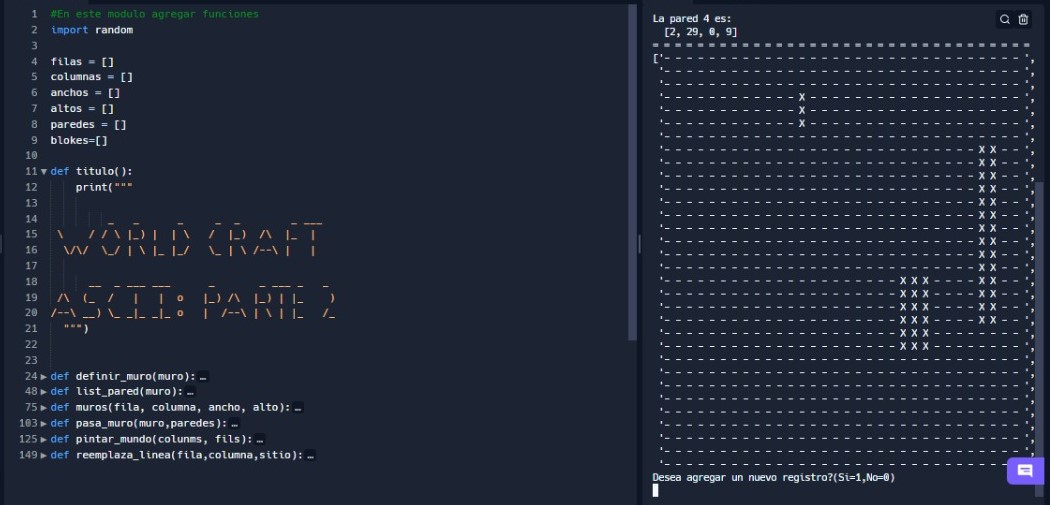 1 #En este modulo agregar funciones
2 import random
3
4 filas = []
5 columnas = []
6 anchos = []
7 altos = []
8 paredes = []
9 blokes=[]
10
11 def titulo():
12 print("""
13
14          _   _      _     _  _        _ ___
15  \    / / \ |_) |  | \   /  |_)  /\  |_  |
16   \/\/  \_/ | \ |_ |_/   \_ | \ /--\ |   |
17
18       __  _ ___ ___      _       _ ___ _   _
19  /\  (_  /   |   |  o   |_) /\  |_) | |_    )
20 /--\ __) \_ _|_ _|_ o   |  /--\ | \ | |_   /_
21 """)
22
23
24 def definir_muro(muro): …
48 def list_pared(muro): …
75 def muros(fila, columna, ancho, alto): …
103 def pasa_muro(muro,paredes): …
125 def pintar_mundo(colunms, fils): …
149 def reemplaza_linea(fila,columna,sitio): …
La pared 4 es:
[2, 29, 0, 9]
= = = = = = = = = = = = = = = = = = = = = = = = = = = = = = = =
['- - - - - - - - - - - - - - - - - - - - - - - - - - - - - - - - ',
'- - - - - - - - - - - - - - - - - - - - - - - - - - - - - - - - ',
'- - - - - - - - - - - - - - - - - - - - - - - - - - - - - - - - ',
'- - - - - - - - - - - - X - - - - - - - - - - - - - - - - - - - ',
'- - - - - - - - - - - - X - - - - - - - - - - - - - - - - - - - ',
'- - - - - - - - - - - - X - - - - - - - - - - - - - - - - - - - ',
'- - - - - - - - - - - - - - - - - - - - - - - - - - - - - - - - ',
'- - - - - - - - - - - - - - - - - - - - - - - - - - - - X X - - ',
'- - - - - - - - - - - - - - - - - - - - - - - - - - - - X X - - ',
'- - - - - - - - - - - - - - - - - - - - - - - - - - - - X X - - ',
'- - - - - - - - - - - - - - - - - - - - - - - - - - - - X X - - ',
'- - - - - - - - - - - - - - - - - - - - - - - - - - - - X X - - ',
'- - - - - - - - - - - - - - - - - - - - - - - - - - - - X X - - ',
'- - - - - - - - - - - - - - - - - - - - - - - - - - - - X X - - ',
'- - - - - - - - - - - - - - - - - - - - - - - - - - - - X X - - ',
'- - - - - - - - - - - - - - - - - - - - - - - - - - - - X X - - ',
'- - - - - - - - - - - - - - - - - - - - - - - - - - - - X X - - ',
'- - - - - - - - - - - - - - - - - - - - - X X X - - - - X X - - ',
'- - - - - - - - - - - - - - - - - - - - - X X X - - - - X X - - ',
'- - - - - - - - - - - - - - - - - - - - - X X X - - - - X X - - ',
'- - - - - - - - - - - - - - - - - - - - - X X X - - - - X X - - ',
'- - - - - - - - - - - - - - - - - - - - - X X X - - - - - - - - ',
'- - - - - - - - - - - - - - - - - - - - - X X X - - - - - - - - ',
'- - - - - - - - - - - - - - - - - - - - - - - - - - - - - - - - ',
'- - - - - - - - - - - - - - - - - - - - - - - - - - - - - - - - ',
'- - - - - - - - - - - - - - - - - - - - - - - - - - - - - - - - ',
'- - - - - - - - - - - - - - - - - - - - - - - - - - - - - - - - ',
'- - - - - - - - - - - - - - - - - - - - - - - - - - - - - - - - ',
'- - - - - - - - - - - - - - - - - - - - - - - - - - - - - - - - ',
'- - - - - - - - - - - - - - - - - - - - - - - - - - - - - - - - ',
'- - - - - - - - - - - - - - - - - - - - - - - - - - - - - - - - ',
'- - - - - - - - - - - - - - - - - - - - - - - - - - - - - -
Desea agregar un nuevo registro?(Si=1,No=0)